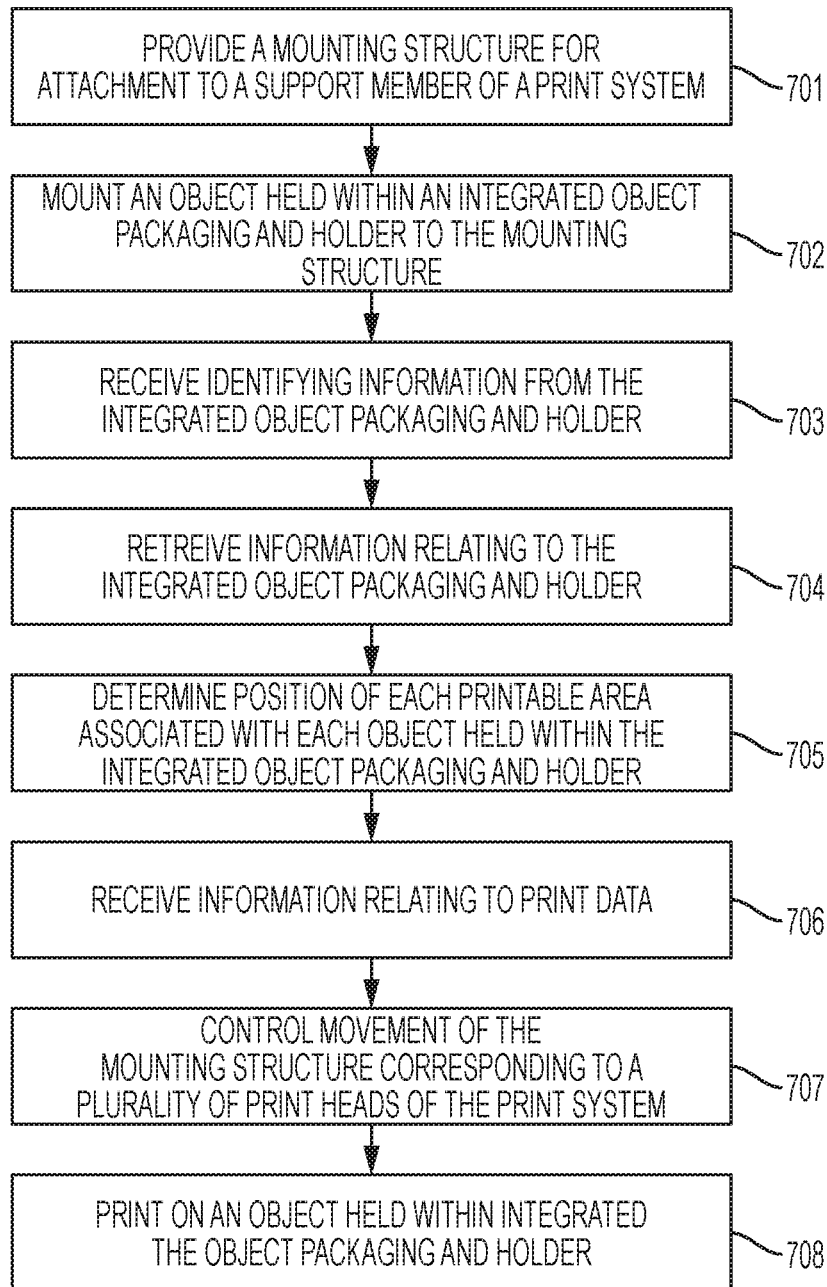 PROVIDE A MOUNTING STRUCTURE FOR
ATTACHMENT TO A SUPPORT MEMBER OF A PRINT SYSTEM
701
MOUNT AN OBJECT HELD WITHIN AN INTEGRATED OBJECT
PACKAGING AND HOLDER TO THE MOUNTING
STRUCTURE
702
RECEIVE IDENTIFYING INFORMATION FROM THE
INTEGRATED OBJECT PACKAGING AND HOLDER
703
RETREIVE INFORMATION RELATING TO THE
INTEGRATED OBJECT PACKAGING AND HOLDER
704
DETERMINE POSITION OF EACH PRINTABLE AREA
ASSOCIATED WITH EACH OBJECT HELD WITHIN THE
INTEGRATED OBJECT PACKAGING AND HOLDER
705
RECEIVE INFORMATION RELATING TO PRINT DATA
706
CONTROL MOVEMENT OF THE
MOUNTING STRUCTURE CORRESPONDING TO A
PLURALITY OF PRINT HEADS OF THE PRINT SYSTEM
707
PRINT ON AN OBJECT HELD WITHIN INTEGRATED
THE OBJECT PACKAGING AND HOLDER
708